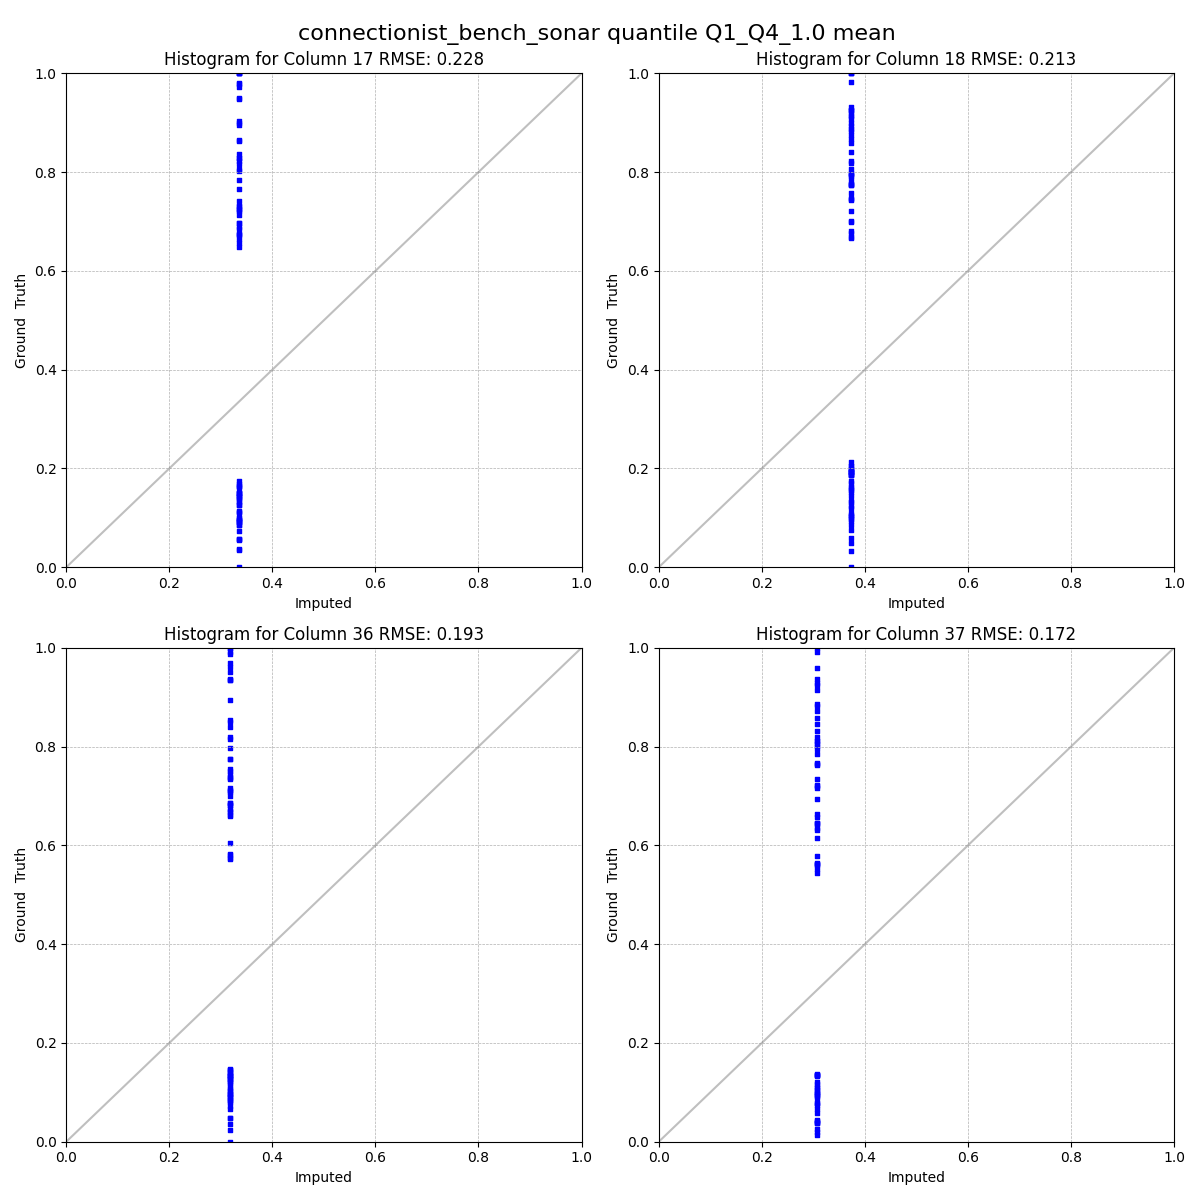 connectionist_bench_sonar quantile Q1_Q4_1.0 mean
Histogram for Column 17 RMSE: 0.228
Histogram for Column 18 RMSE: 0.213
1.0
0.8
0.6
0.4
0.2
0.0
Ground  Truth
0.0 0.2 0.4 0.6 0.8 1.0
Imputed
1.0
0.8
0.6
0.4
0.2
0.0
Ground  Truth
0.0 0.2 0.4 0.6 0.8 1.0
Imputed
Histogram for Column 36 RMSE: 0.193
Histogram for Column 37 RMSE: 0.172
1.0
0.8
0.6
0.4
0.2
0.0
Ground  Truth
0.0 0.2 0.4 0.6 0.8 1.0
Imputed
1.0
0.8
0.6
0.4
0.2
0.0
Ground  Truth
0.0 0.2 0.4 0.6 0.8 1.0
Imputed